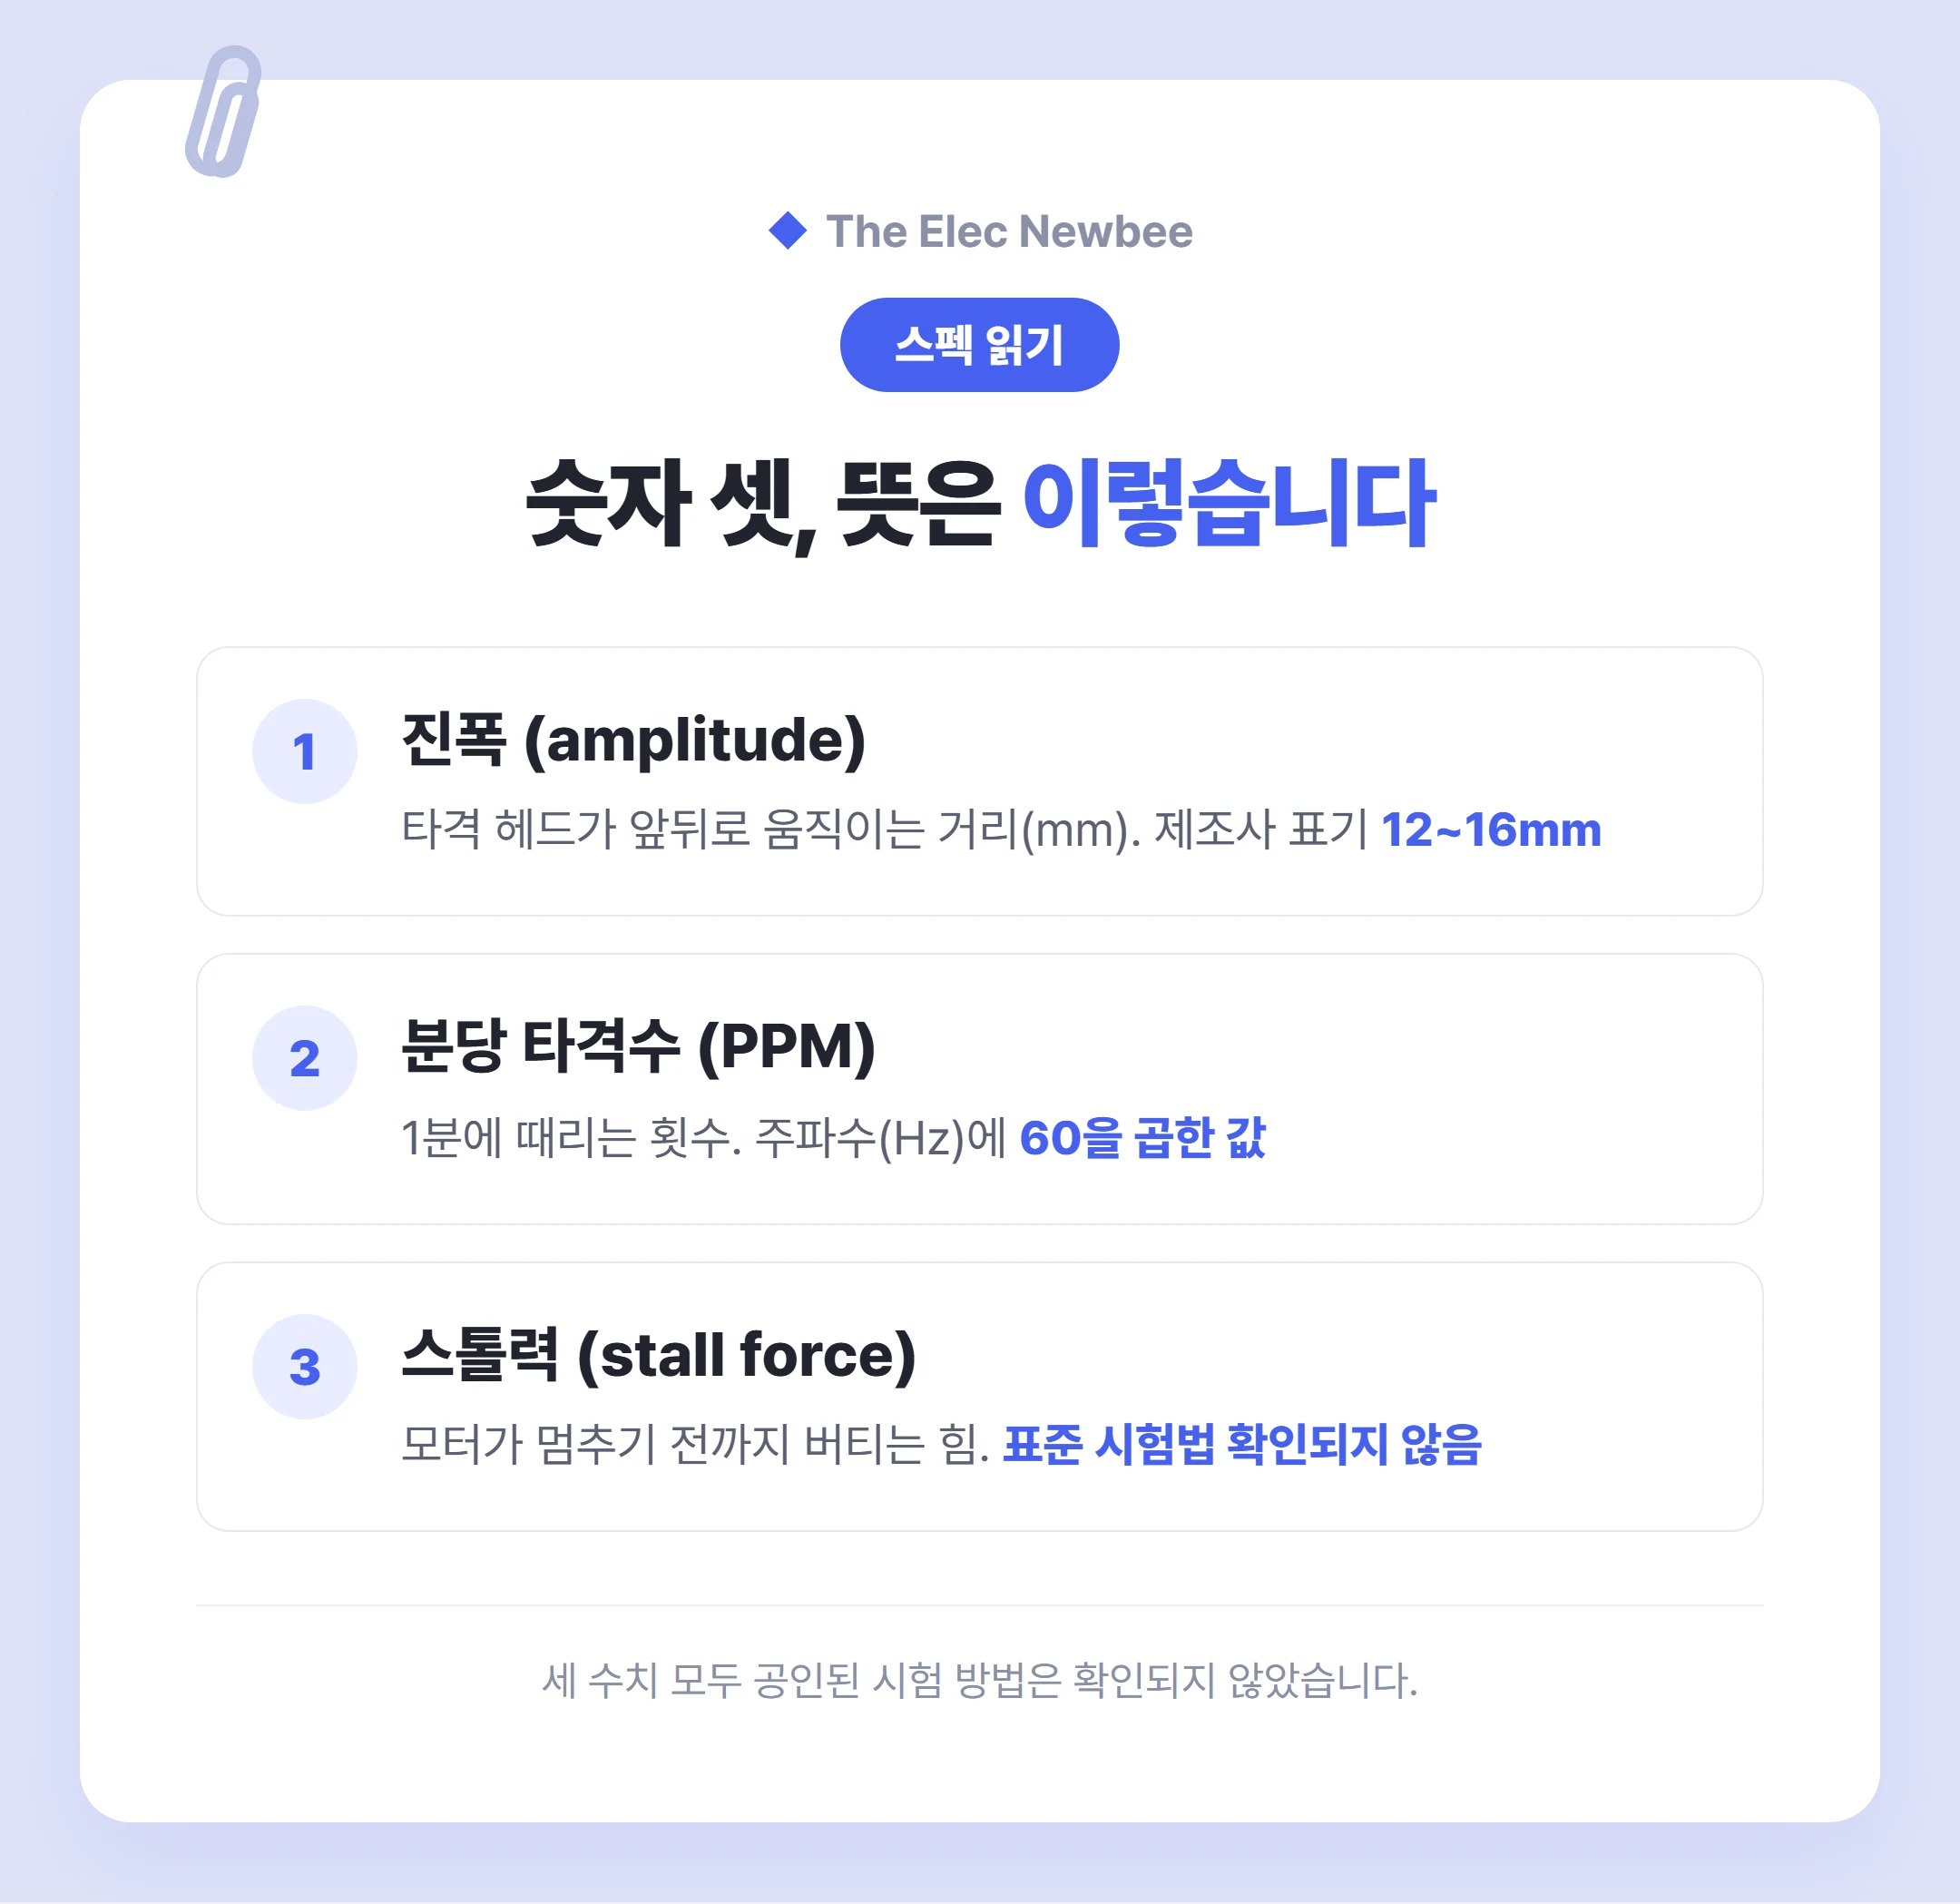 The Elec Newbee
스펙 읽기
숫자 셋, 뜻은 이렇습니다
1
진폭 (amplitude)
타격 헤드가 앞뒤로 움직이는 거리(mm). 제조사 표기 12~16mm
2
분당 타격수 (PPM)
1분에 때리는 횟수. 주파수(Hz)에 60을 곱한 값
3
스톨력 (stall force)
모터가 멈추기 전까지 버티는 힘. 표준 시험법 확인되지 않음
세 수치 모두 공인된 시험 방법은 확인되지 않았습니다.